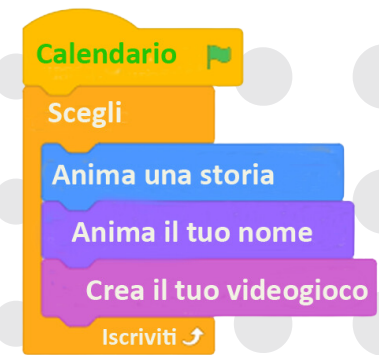 Calendario
Scegli
Anima una storia
Anima il tuo nome
Crea il tuo videogioco
Iscriviti